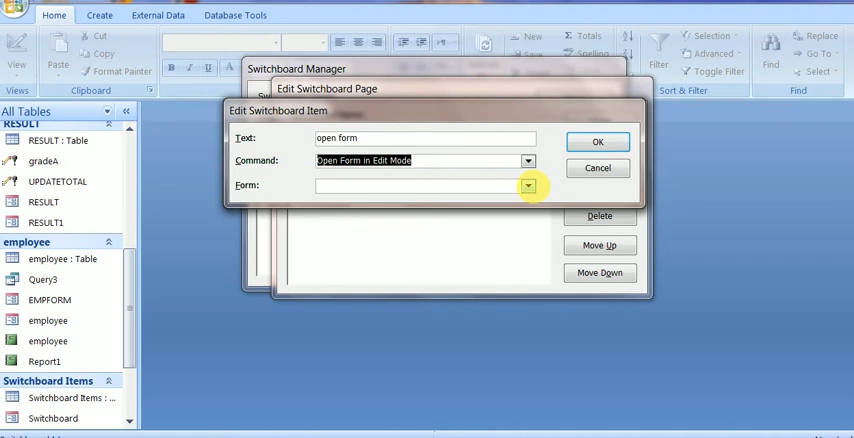 Home Create External Data Database Tools
Cut
Copy
Format Painter
View
Paste
B I U A
New
Save
Totals
Spelling
Filter
Selection
Advanced
Toggle Filter
Find
Replace
Go To
Select
Views
Clipboard
Sort & Filter
Find
All Tables
RESULT
RESULT : Table
gradeA
UPDATETOTAL
RESULT
RESULT1
employee
employee : Table
Query3
EMPFORM
employee
employee
Report1
Switchboard Items
Switchboard Items : ...
Switchboard
Switchboard Manager
Edit Switchboard Page
Edit Switchboard Item
Text: open form
Command: Open Form in Edit Mode
Form:
OK
Cancel
Delete
Move Up
Move Down